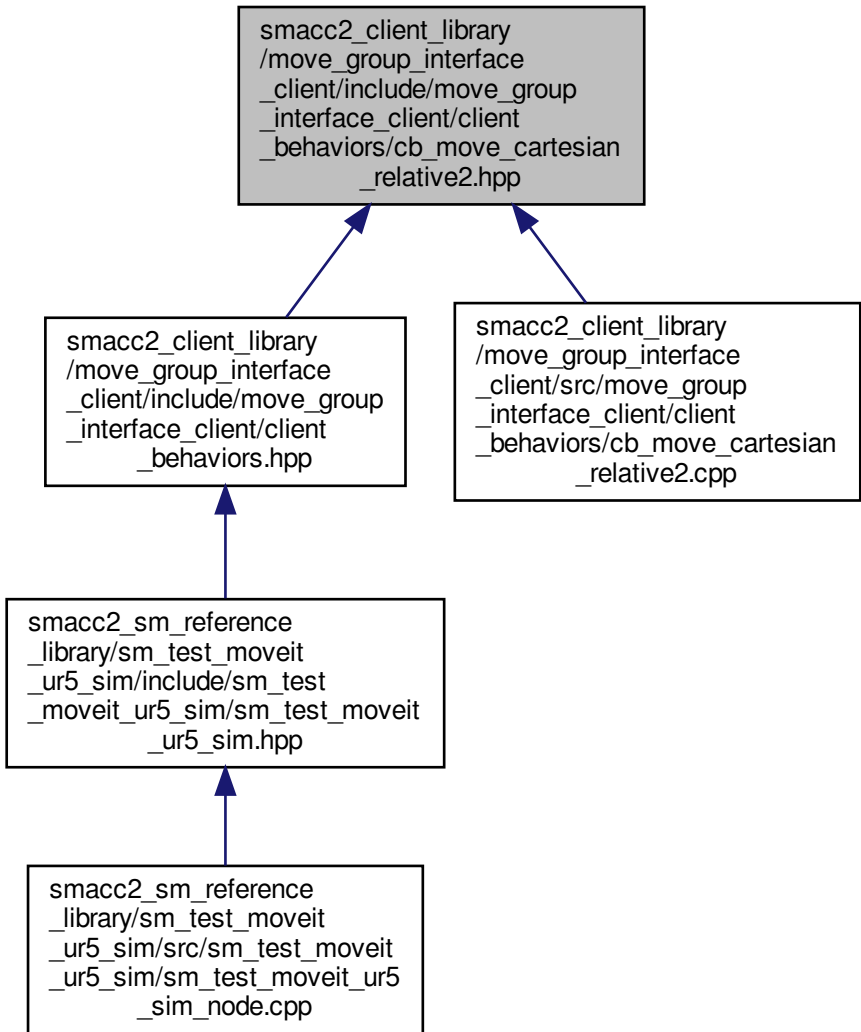 smacc2_client_library
/move_group_interface
_client/include/move_group
_interface_client/client
_behaviors/cb_move_cartesian
_relative2.hpp
smacc2_client_library
/move_group_interface
_client/include/move_group
_interface_client/client
_behaviors.hpp
smacc2_client_library
/move_group_interface
_client/src/move_group
_interface_client/client
_behaviors/cb_move_cartesian
_relative2.cpp
smacc2_sm_reference
_library/sm_test_moveit
_ur5_sim/include/sm_test
_moveit_ur5_sim/sm_test_moveit
_ur5_sim.hpp
smacc2_sm_reference
_library/sm_test_moveit
_ur5_sim/src/sm_test_moveit
_ur5_sim/sm_test_moveit_ur5
_sim_node.cpp